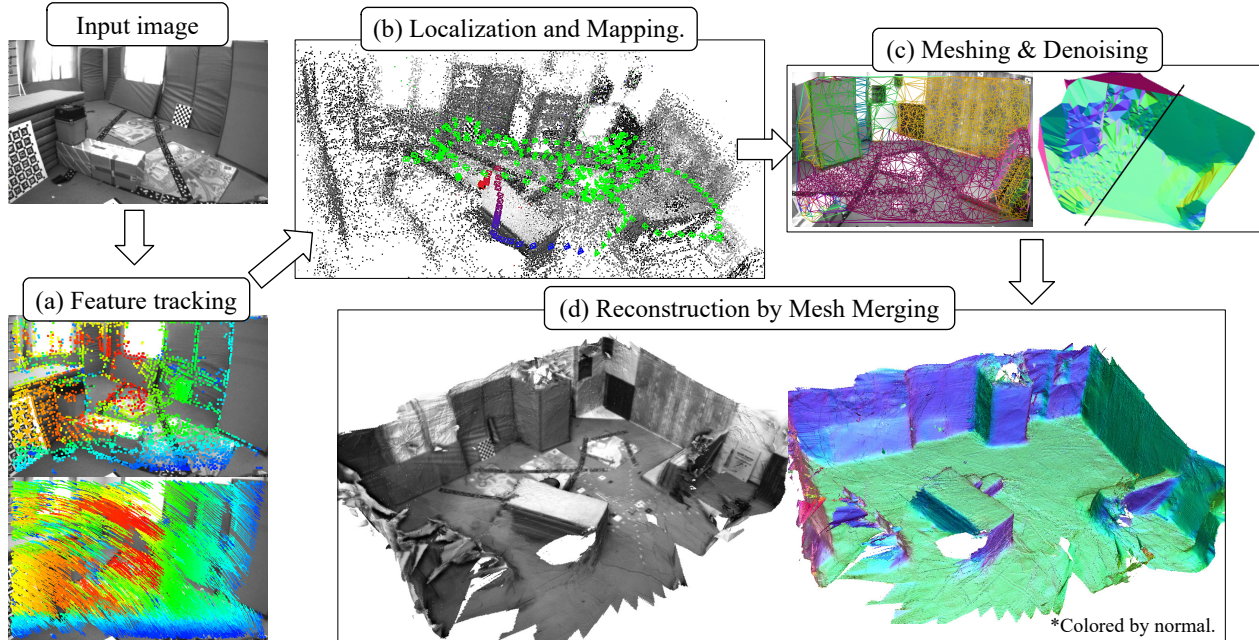 Input image
(b) Localization and Mapping.
(c) Meshing & Denoising
(a) Feature tracking
(d) Reconstruction by Mesh Merging
*Colored by normal.